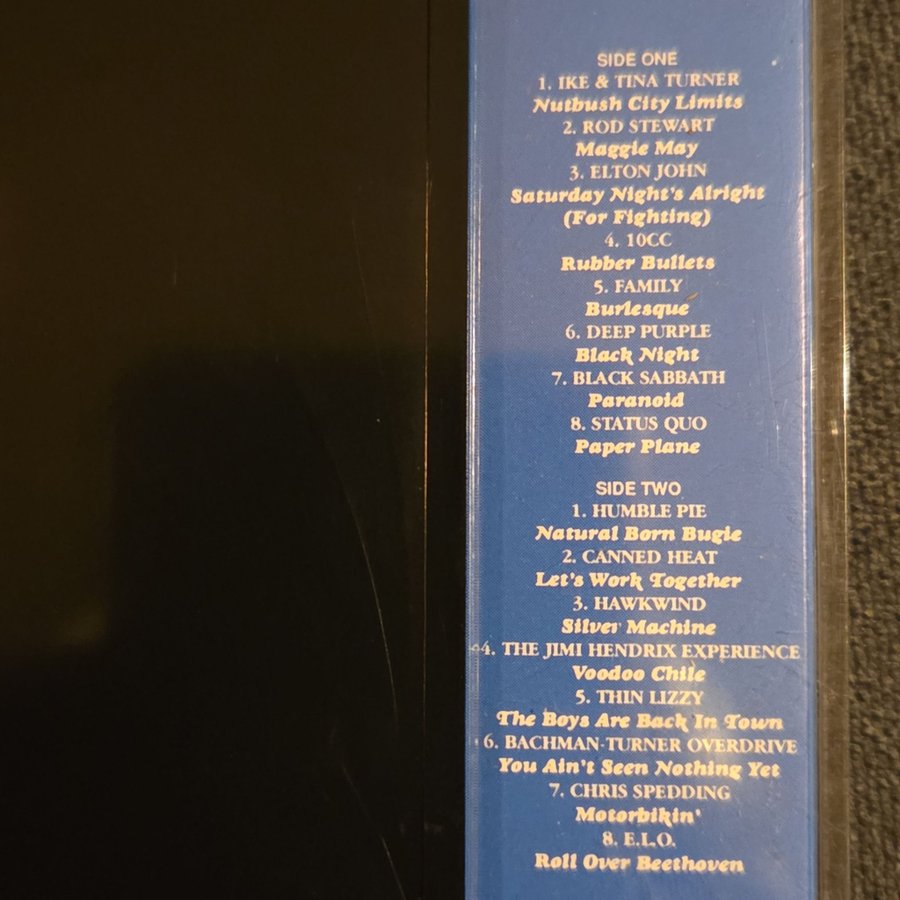 SIDE ONE
1. IKE & TINA TURNER
Nutbush City Limits
2. ROD STEWART
Maggie May
3. ELTON JOHN
Saturday Night's Alright
(For Fighting)
4. 10CC
Rubber Bullets
5. FAMILY
Burlesque
6. DEEP PURPLE
Black Night
7. BLACK SABBATH
Paranoid
8. STATUS QUO
Paper Plane
SIDE TWO
1. HUMBLE PIE
Natural Born Bugie
2. CANNED HEAT
Let's Work Together
3. HAWKWIND
Silver Machine
4. THE JIMI HENDRIX EXPERIENCE
Voodoo Chile
5. THIN LIZZY
The Boys Are Back In Town
6. BACHMAN-TURNER OVERDRIVE
You Ain't Seen Nothing Yet
7. CHRIS SPEDDING
Motorbikin'
8. E.L.O.
Roll Over Beethoven